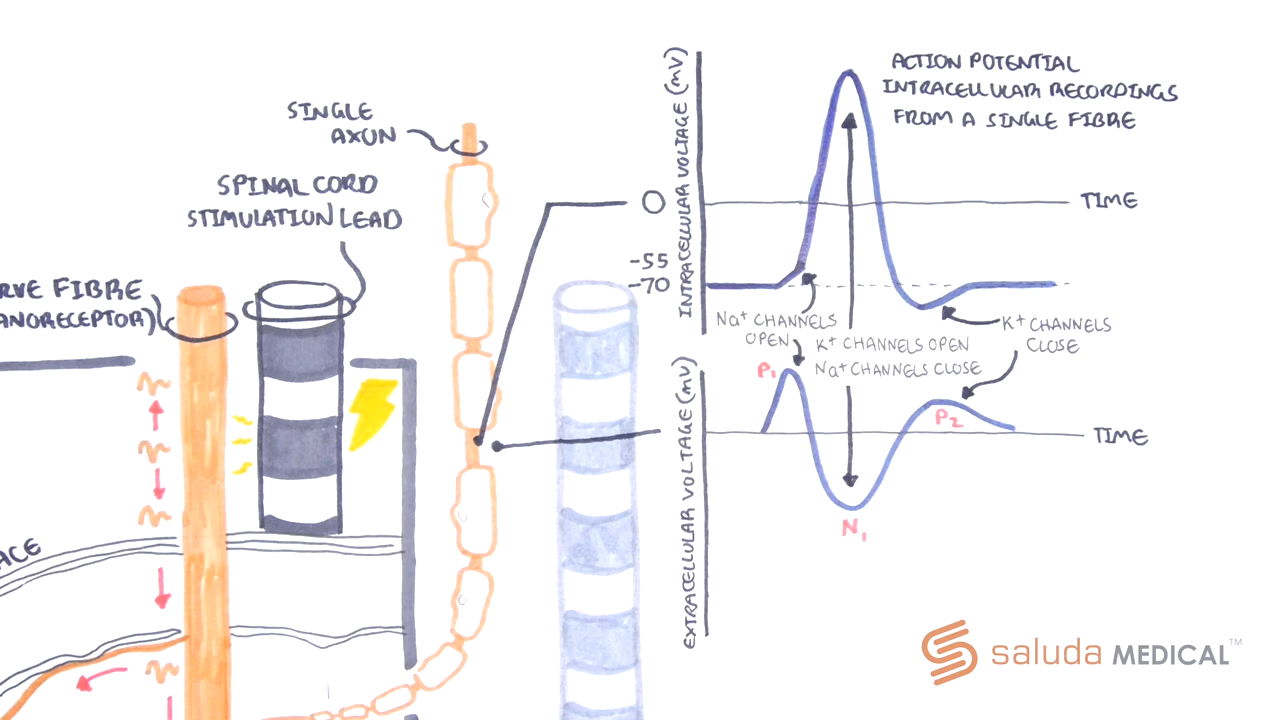 SINGLE
AXON
SPINAL CORD
STIMULATION LEAD
RVE FIBRE
ANORECEPTOR)
ACE
ACTION POTENTIAL
INTRACELLULAR RECORDINGS
FROM A SINGLE FIBRE
INTRACELLULAR VOLTAGE (mV)
0
-55
-70
TIME
Na+ CHANNELS
OPEN
K+ CHANNELS OPEN
Na+ CHANNELS CLOSE
K+ CHANNELS
CLOSE
EXTRACELLULAR VOLTAGE (mV)
P1
P2
N1
TIME
saluda MEDICAL™